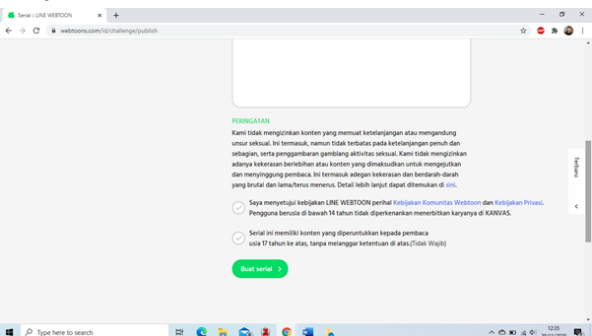 Serial :: LINE WEBTOON
webtoons.com/id/challenge/publish
PERINGATAN
Kami tidak mengizinkan konten yang memuat ketelanjangan atau mengandung
unsur seksual. Ini termasuk, namun tidak terbatas pada ketelanjangan penuh dan
sebagian, serta penggambaran gamblang aktivitas seksual. Kami tidak mengizinkan
adanya kekerasan berlebihan atau konten yang dimaksudkan untuk mengejutkan
dan menyinggung pembaca. Ini termasuk adegan kekerasan dan berdarah-darah
yang brutal dan lama/terus menerus. Detail lebih lanjut dapat ditemukan di sini.
Saya menyetujui kebijakan LINE WEBTOON perihal Kebijakan Komunitas Webtoon dan Kebijakan Privasi.
Pengguna berusia di bawah 14 tahun tidak diperkenankan menerbitkan karyanya di KANVAS.
Serial ini memiliki konten yang diperuntukkan kepada pembaca
usia 17 tahun ke atas, tanpa melanggar ketentuan di atas.(Tidak Wajib)
Buat serial
Terbaru
Type here to search
12:35